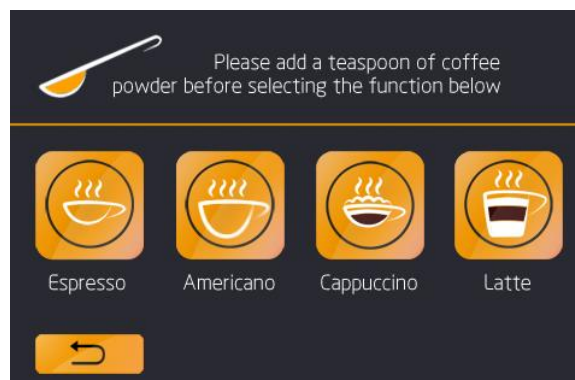 Please add a teaspoon of coffee
powder before selecting the function below
Espresso
Americano
Cappuccino
Latte